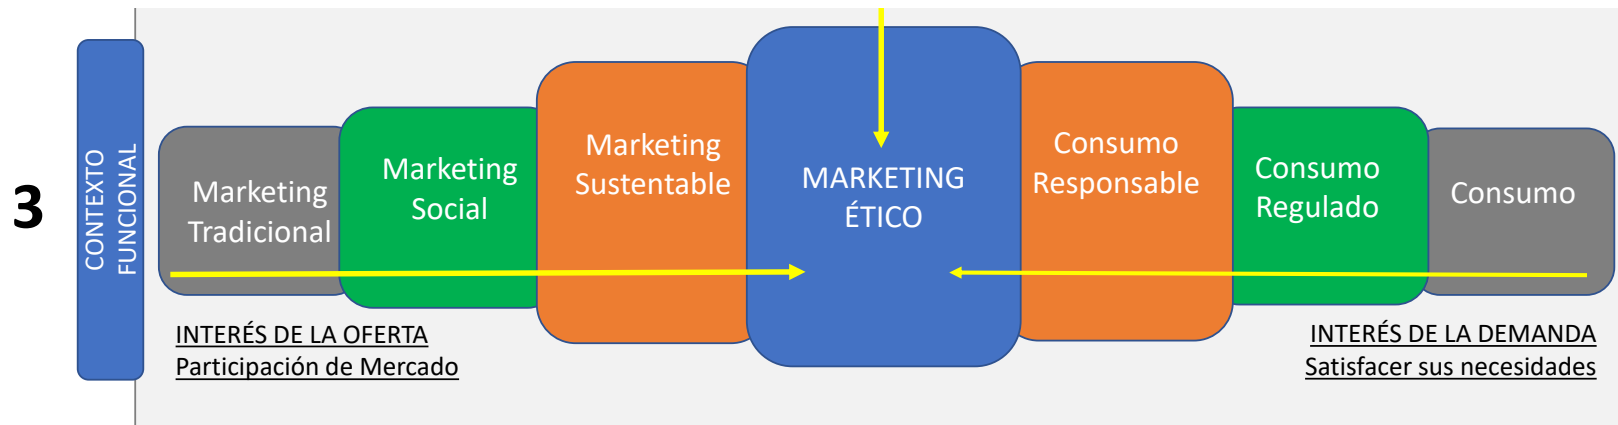 3
CONTEXTO
FUNCIONAL
Marketing
Tradicional
Marketing
Social
Marketing
Sustentable
MARKETING
ÉTICO
Consumo
Responsable
Consumo
Regulado
Consumo
INTERÉS DE LA OFERTA
Participación de Mercado
INTERÉS DE LA DEMANDA
Satisfacer sus necesidades